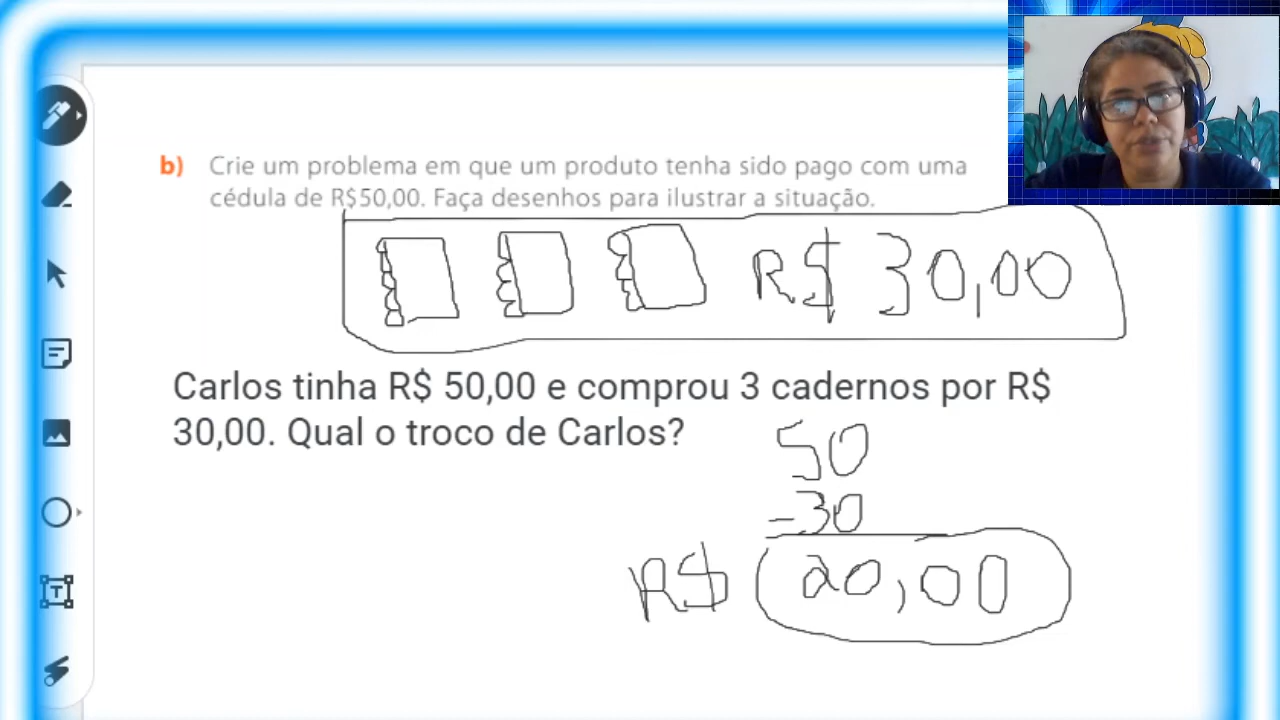 b) Crie um problema em que um produto tenha sido pago com uma
cédula de R$50,00. Faça desenhos para ilustrar a situação.
R$ 30,00
Carlos tinha R$ 50,00 e comprou 3 cadernos por R$
30,00. Qual o troco de Carlos?
50
-30
R$ 20,00
T